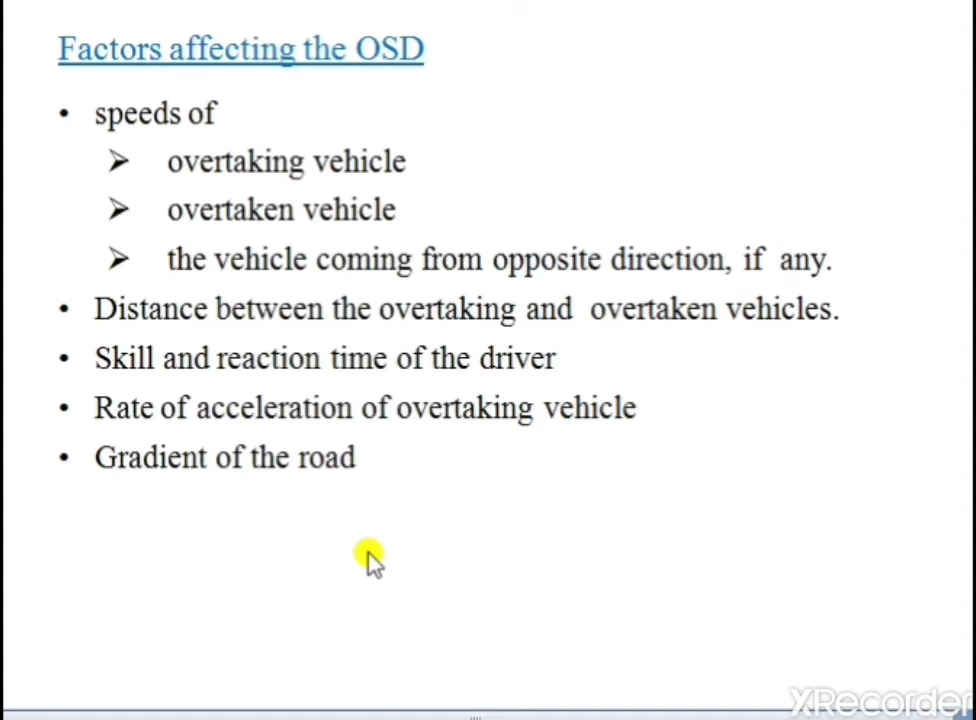 Factors affecting the OSD
• speeds of
➢ overtaking vehicle
➢ overtaken vehicle
➢ the vehicle coming from opposite direction, if any.
• Distance between the overtaking and overtaken vehicles.
• Skill and reaction time of the driver
• Rate of acceleration of overtaking vehicle
• Gradient of the road
XRecorder